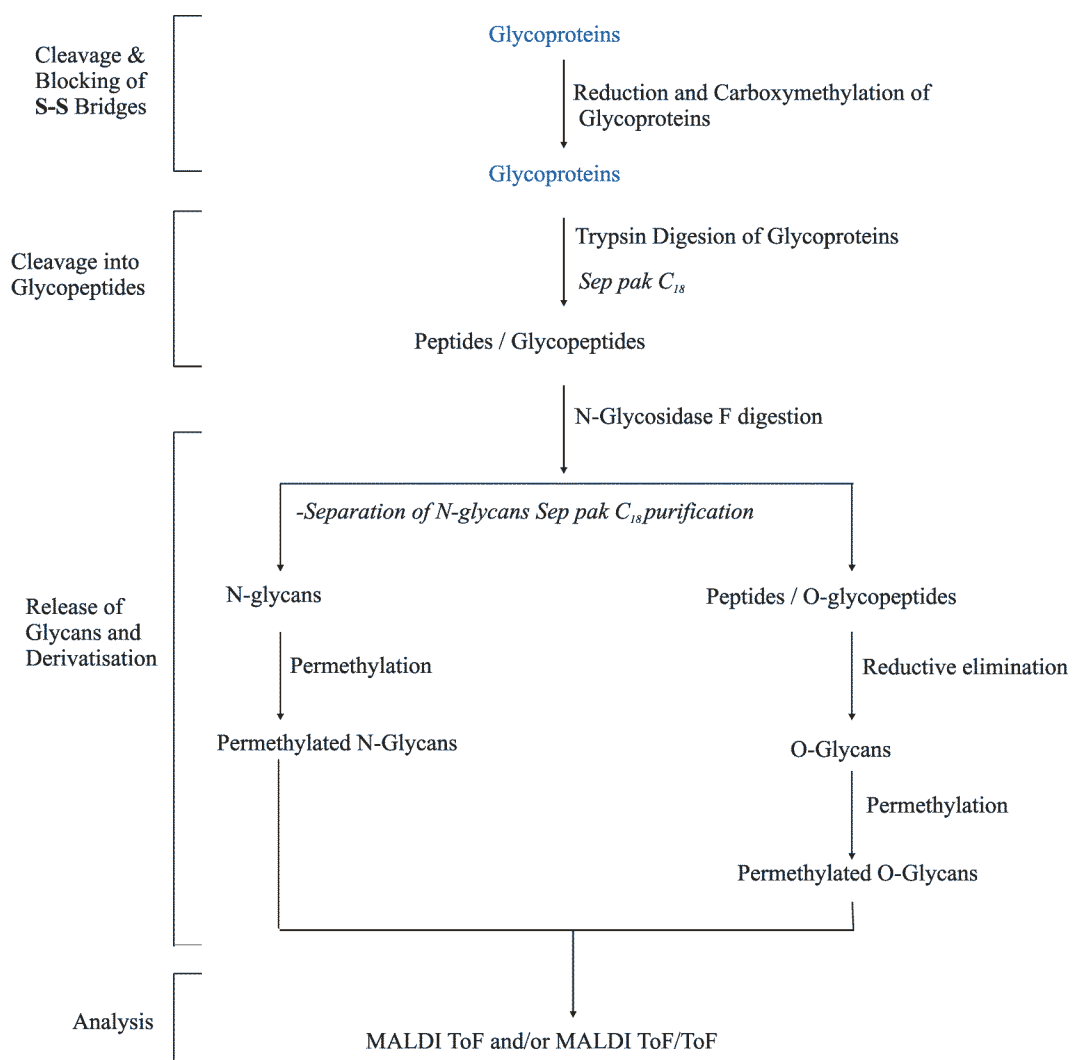 Glycoproteins
Cleavage &
Blocking of
S-S Bridges
Reduction and Carboxymethylation of
Glycoproteins
Glycoproteins
Trypsin Digesion of Glycoproteins
Cleavage into
Glycopeptides
Sep pak C18
Peptides / Glycopeptides
N-Glycosidase F digestion
-Separation of N-glycans Sep pak C18 purification
Release of
Glycans and
Derivatisation
N-glycans
Peptides / O-glycopeptides
Permethylation
Reductive elimination
Permethylated N-Glycans
O-Glycans
Permethylation
Permethylated O-Glycans
Analysis
MALDI ToF and/or MALDI ToF/ToF